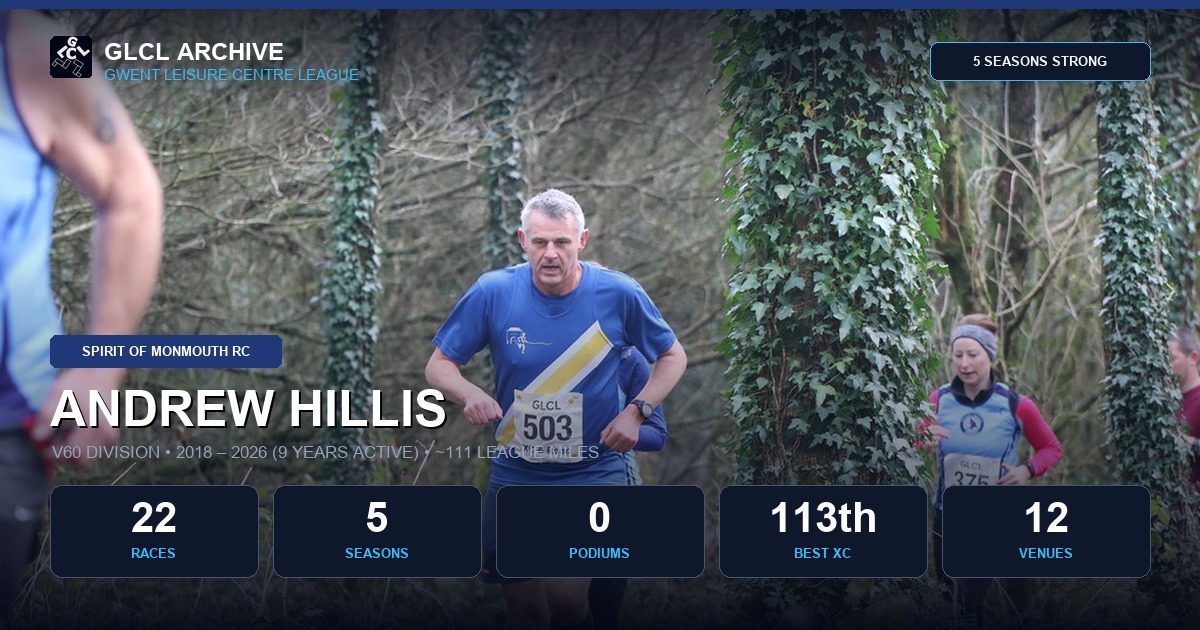 GLCL ARCHIVE
GWENT LEISURE CENTRE LEAGUE
5 SEASONS STRONG
SPIRIT OF MONMOUTH RC
ANDREW HILLIS
V60 DIVISION • 2018 – 2026 (9 YEARS ACTIVE) • ~111 LEAGUE MILES
GLCL
503
GLCL
375
22
RACES
5
SEASONS
0
PODIUMS
113th
BEST XC
12
VENUES